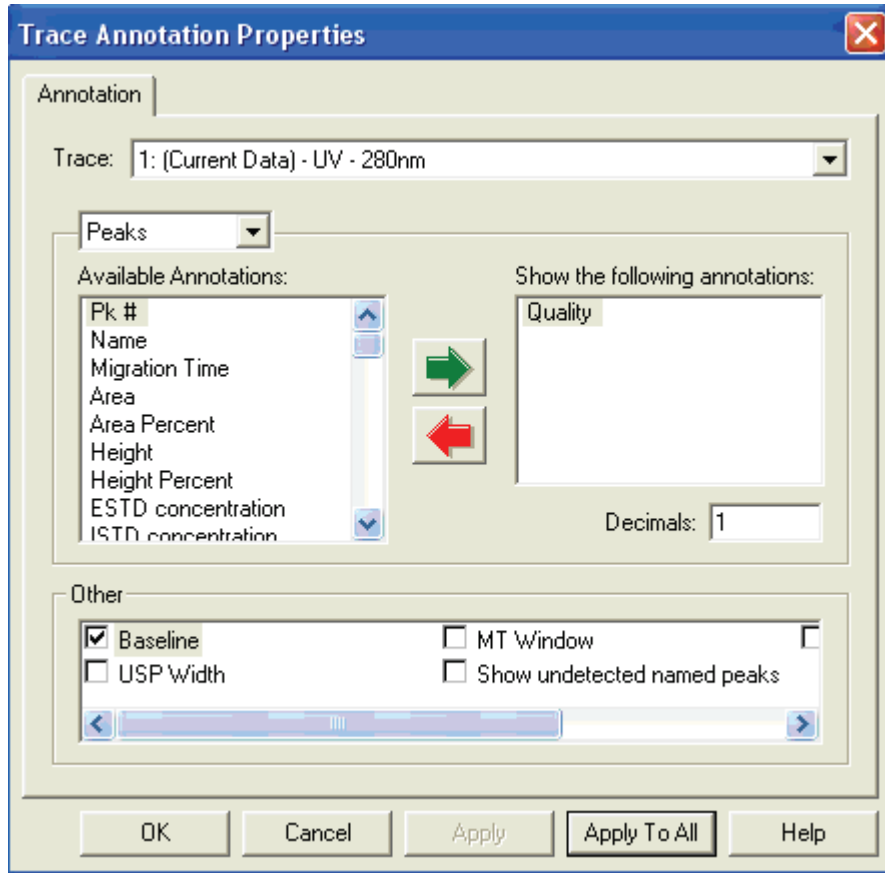 Trace Annotation Properties
Annotation
Trace: 1: (Current Data) - UV - 280nm
Peaks
Available Annotations:
Pk #
Name
Migration Time
Area
Area Percent
Height
Height Percent
ESTD concentration
ISTD concentration
Show the following annotations:
Quality
Decimals: 1
Other
Baseline MT Window
USP Width Show undetected named peaks
OK Cancel Apply Apply To All Help